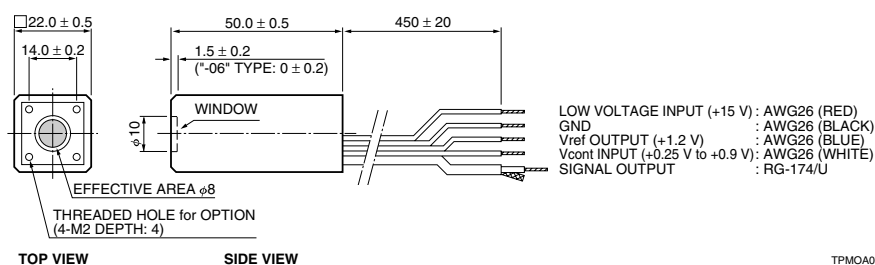 □22.0 ± 0.5
14.0 ± 0.2
50.0 ± 0.5
450 ± 20
1.5 ± 0.2
("-06" TYPE: 0 ± 0.2)
WINDOW
φ10
EFFECTIVE AREA φ8
THREADED HOLE for OPTION
(4-M2 DEPTH: 4)
LOW VOLTAGE INPUT (+15 V) : AWG26 (RED)
GND : AWG26 (BLACK)
Vref OUTPUT (+1.2 V) : AWG26 (BLUE)
Vcont INPUT (+0.25 V to +0.9 V) : AWG26 (WHITE)
SIGNAL OUTPUT : RG-174/U
TOP VIEW
SIDE VIEW
TPMOA0